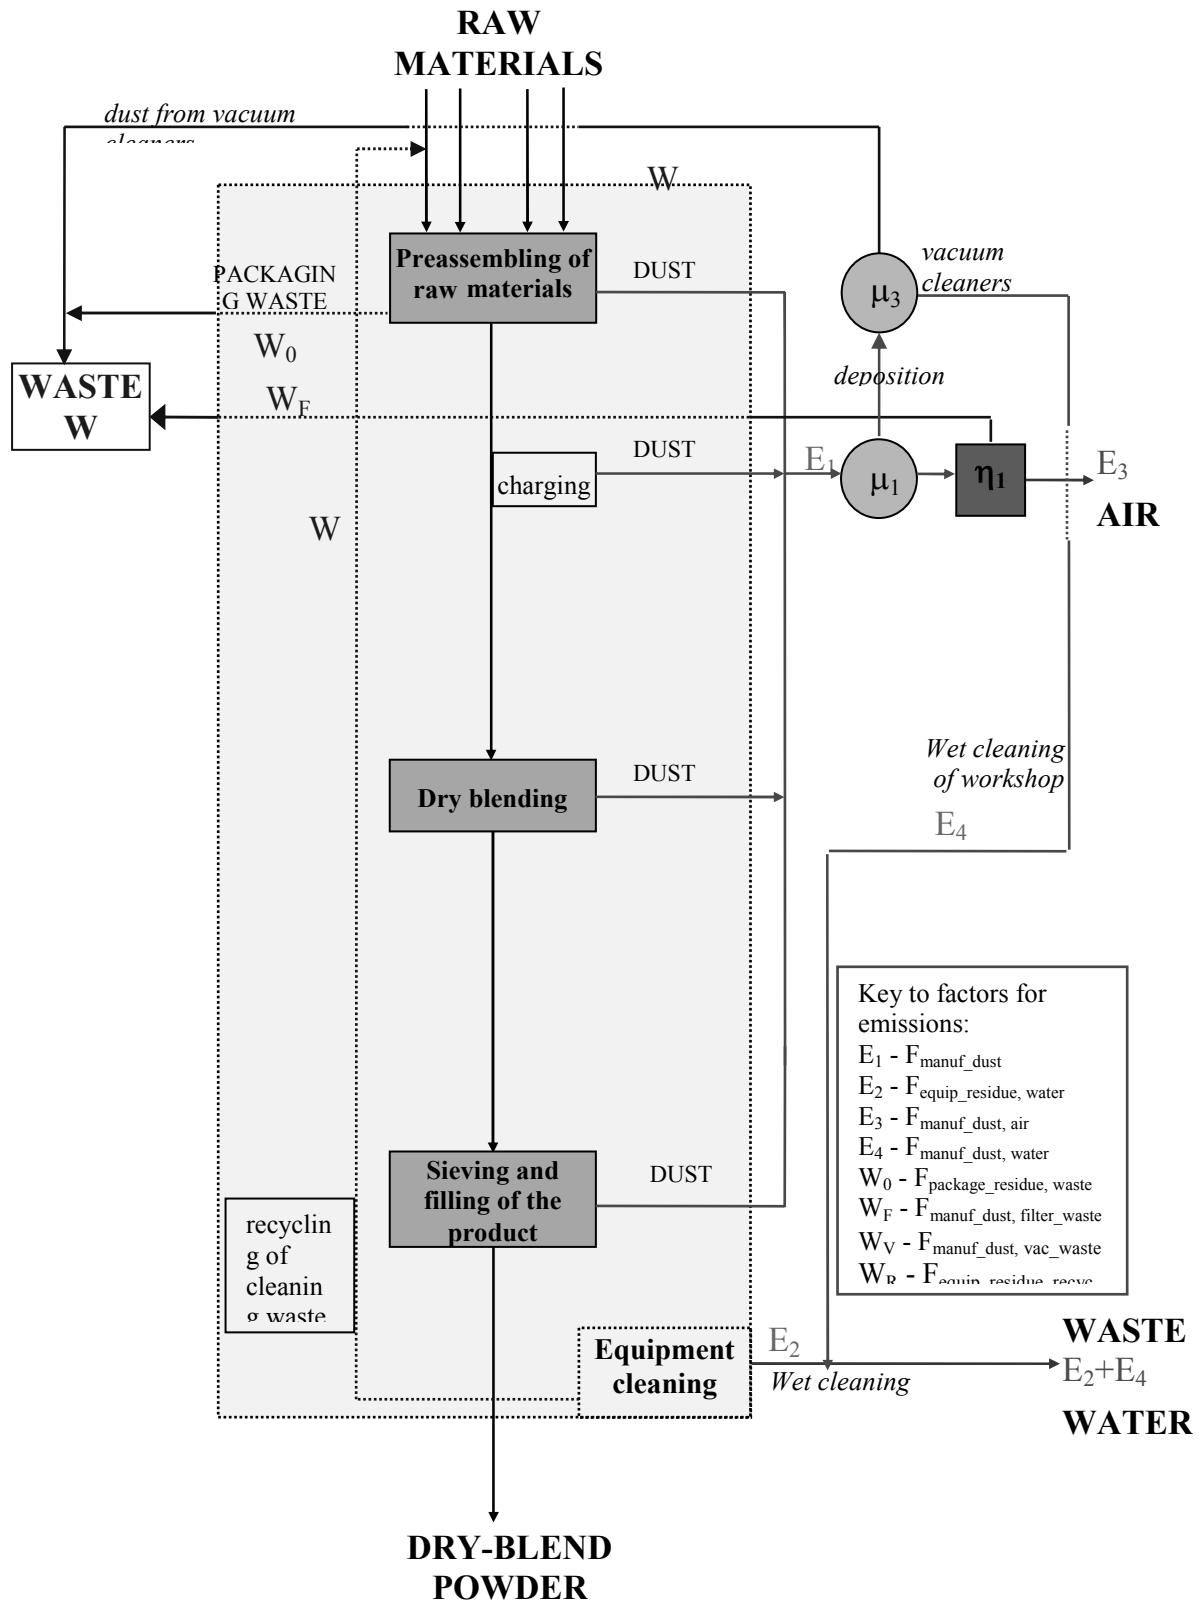 RAW
MATERIALS
dust from vacuum
cleaners
W
Preassembling of
raw materials
DUST
vacuum
cleaners
μ3
PACKAGIN
G WASTE
W0
WASTE
W
WF
deposition
DUST
charging
E1
μ1
η1
E3
AIR
W
Wet cleaning
of workshop
E4
Dry blending
DUST
Key to factors for
emissions:
E1 - Fmanuf_dust
E2 - Fequip_residue, water
E3 - Fmanuf_dust, air
E4 - Fmanuf_dust, water
W0 - Fpackage_residue, waste
WF - Fmanuf_dust, filter_waste
WV - Fmanuf_dust, vac_waste
WR - Fequip_residue_recyc
Sieving and
filling of the
product
DUST
recyclin
g of
cleanin
g waste
Equipment
cleaning
E2
Wet cleaning
WASTE
E2+E4
WATER
DRY-BLEND
POWDER